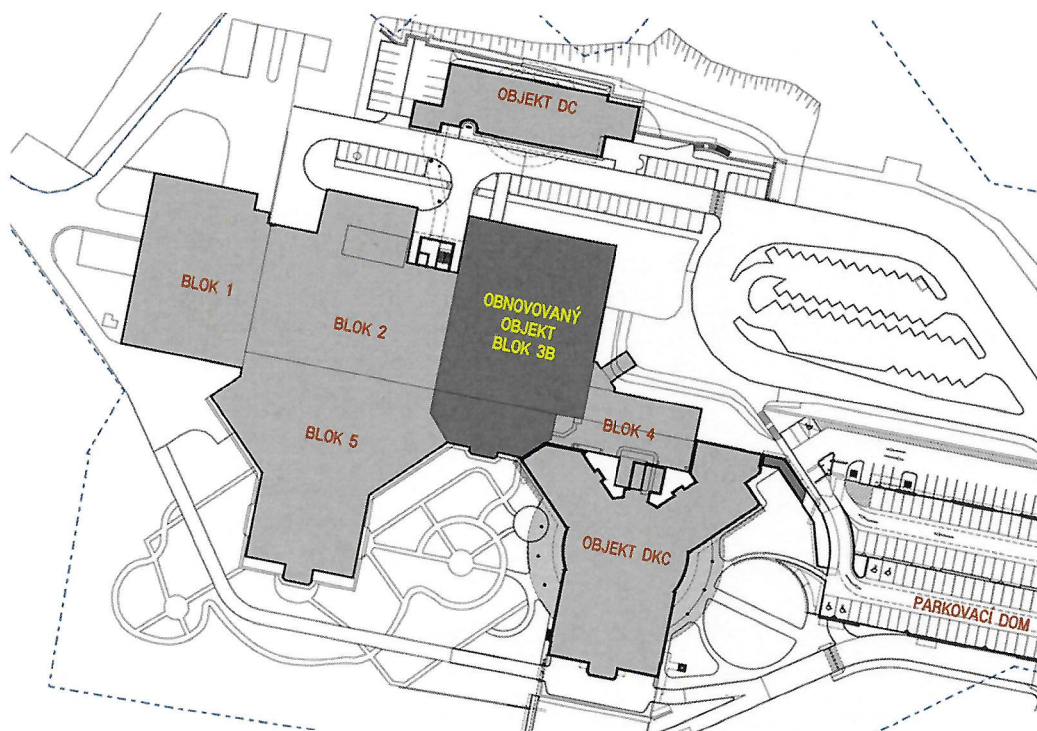 OBJEKT DC
BLOK 1
BLOK 2
OBNOVOVANÝ
OBJEKT
BLOK 3B
BLOK 4
BLOK 5
OBJEKT DKC
PARKOVACÍ DOM